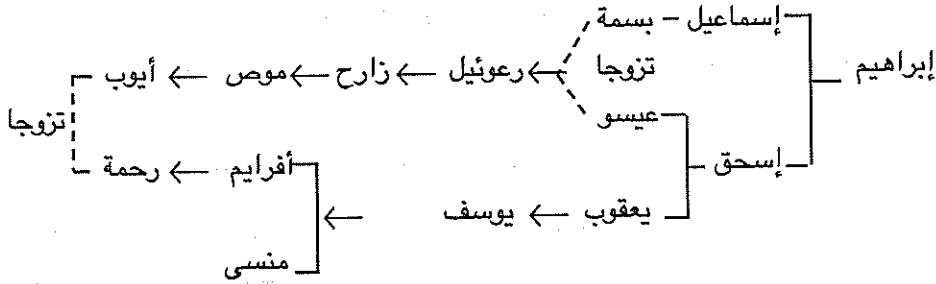 إسماعيل – بسمة
إبراهيم
تزوجا
رعوئيل ← زارح ← موص ← أيوب
تزوجا
عيسو
إسحق
أفرايم ← رحمة
يعقوب ← يوسف ←
منسى